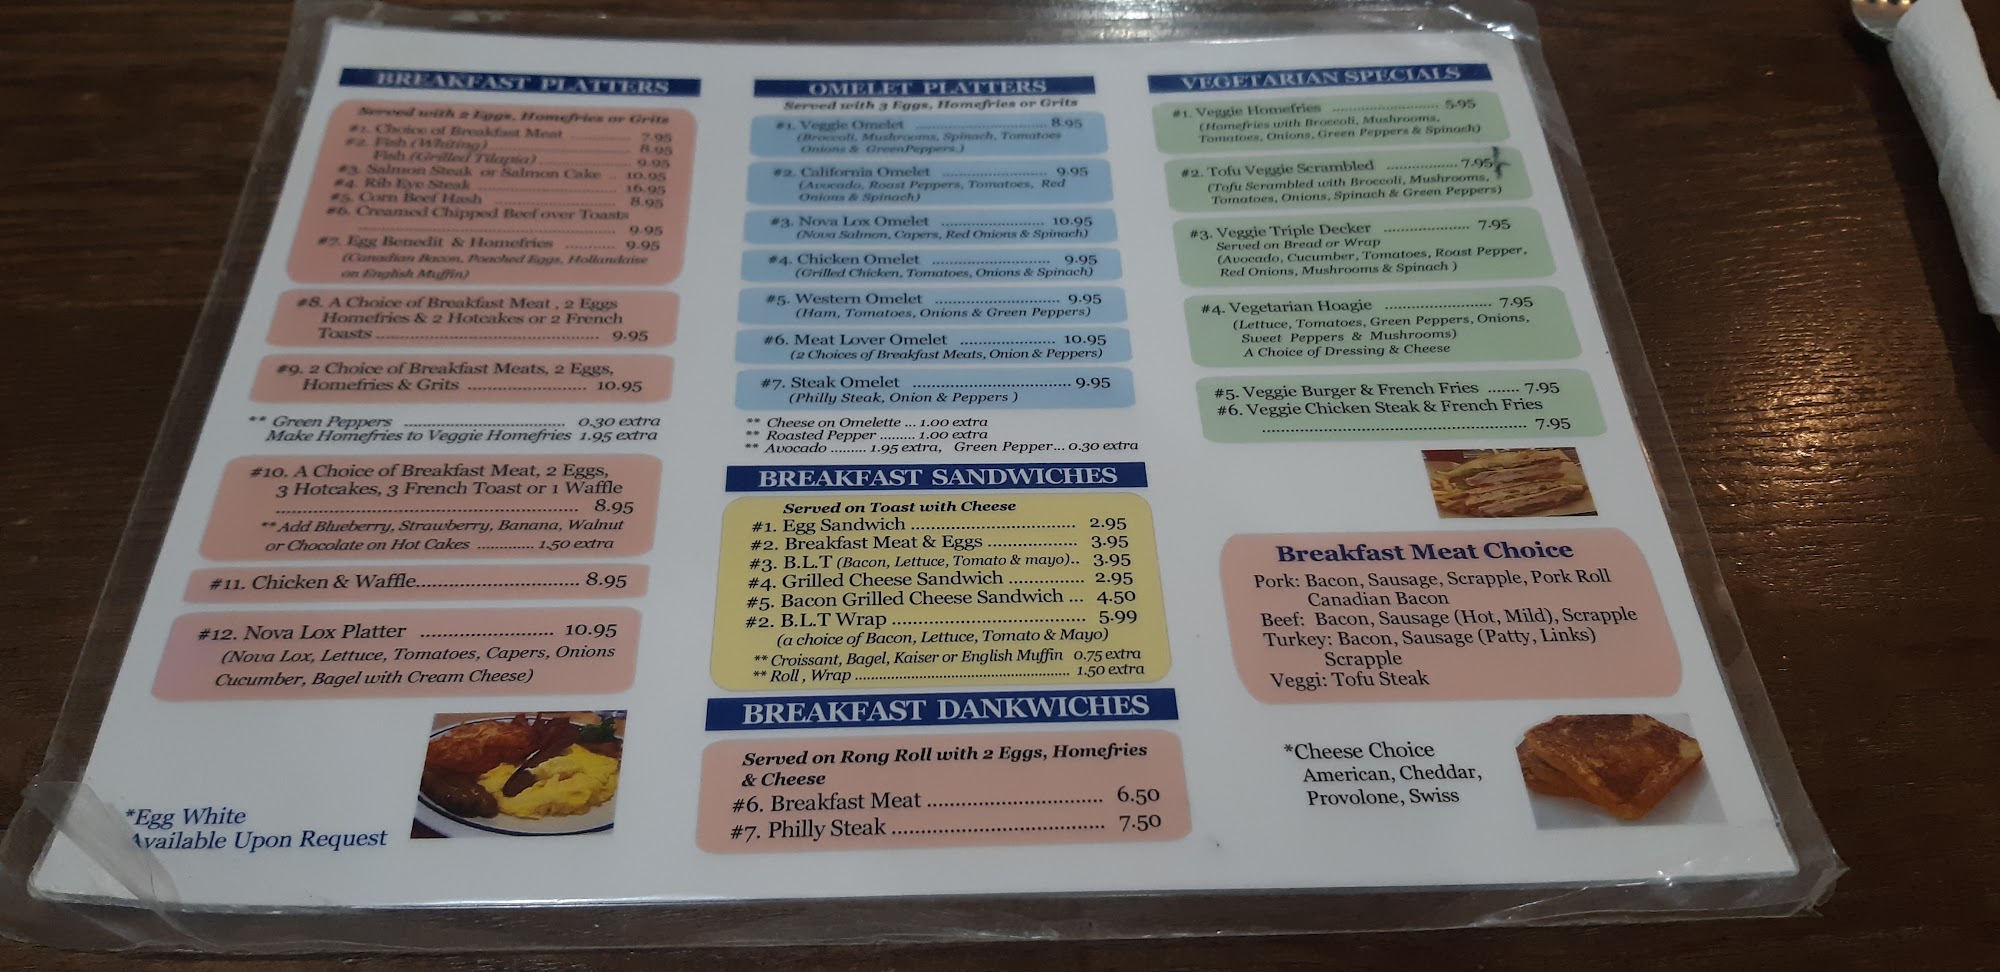 BREAKFAST PLATTERS
Served with 2 Eggs, Homefries or Grits
#1. Choice of Breakfast Meat ............ 7.95
#2. Fish (Whiting) ............ 8.95
Fish (Grilled Tilapia) ............ 9.95
#3. Salmon Steak or Salmon Cake .. 10.95
#4. Rib Eye Steak ............ 16.95
#5. Corn Beef Hash ............ 8.95
#6. Creamed Chipped Beef over Toasts
............ 9.95
#7. Egg Benedit & Homefries .......... 9.95
(Canadian Bacon, Poached Eggs, Hollandaise
on English Muffin)
#8. A Choice of Breakfast Meat , 2 Eggs
Homefries & 2 Hotcakes or 2 French
Toasts ............ 9.95
#9. 2 Choice of Breakfast Meats, 2 Eggs,
Homefries & Grits ............ 10.95
** Green Peppers ............ 0.30 extra
Make Homefries to Veggie Homefries 1.95 extra
#10. A Choice of Breakfast Meat, 2 Eggs,
3 Hotcakes, 3 French Toast or 1 Waffle
............ 8.95
**Add Blueberry, Strawberry, Banana, Walnut
or Chocolate on Hot Cakes ............ 1.50 extra
#11. Chicken & Waffle............ 8.95
#12. Nova Lox Platter ............ 10.95
(Nova Lox, Lettuce, Tomatoes, Capers, Onions
Cucumber, Bagel with Cream Cheese)
*Egg White
Available Upon Request
OMELET PLATTERS
Served with 3 Eggs, Homefries or Grits
#1. Veggie Omelet ............ 8.95
(Broccoli, Mushrooms, Spinach, Tomatoes
Onions & GreenPeppers.)
#2. California Omelet ............ 9.95
(Avocado, Roast Peppers, Tomatoes, Red
Onions & Spinach)
#3. Nova Lox Omelet ............ 10.95
(Nova Salmon, Capers, Red Onions & Spinach)
#4. Chicken Omelet ............ 9.95
(Grilled Chicken, Tomatoes, Onions & Spinach)
#5. Western Omelet ............ 9.95
(Ham, Tomatoes, Onions & Green Peppers)
#6. Meat Lover Omelet ............ 10.95
(2 Choices of Breakfast Meats, Onion & Peppers)
#7. Steak Omelet ............ 9.95
(Philly Steak, Onion & Peppers )
** Cheese on Omelette ... 1.00 extra
** Roasted Pepper ......... 1.00 extra
** Avocado ......... 1.95 extra, Green Pepper... 0.30 extra
BREAKFAST SANDWICHES
Served on Toast with Cheese
#1. Egg Sandwich ............ 2.95
#2. Breakfast Meat & Eggs ............ 3.95
#3. B.L.T (Bacon, Lettuce, Tomato & mayo).. 3.95
#4. Grilled Cheese Sandwich ............ 2.95
#5. Bacon Grilled Cheese Sandwich ... 4.50
#2. B.L.T Wrap ............ 5.99
(a choice of Bacon, Lettuce, Tomato & Mayo)
** Croissant, Bagel, Kaiser or English Muffin 0.75 extra
** Roll , Wrap ............ 1.50 extra
BREAKFAST DANKWICHES
Served on Rong Roll with 2 Eggs, Homefries
& Cheese
#6. Breakfast Meat ............ 6.50
#7. Philly Steak ............ 7.50
VEGETARIAN SPECIALS
#1. Veggie Homefries ............ 5.95
(Homefries with Broccoli, Mushrooms,
Tomatoes, Onions, Green Peppers & Spinach)
#2. Tofu Veggie Scrambled ............ 7.95
(Tofu Scrambled with Broccoli, Mushrooms,
Tomatoes, Onions, Spinach & Green Peppers)
#3. Veggie Triple Decker ............ 7.95
Served on Bread or Wrap
(Avocado, Cucumber, Tomatoes, Roast Pepper,
Red Onions, Mushrooms & Spinach )
#4. Vegetarian Hoagie ............ 7.95
(Lettuce, Tomatoes, Green Peppers, Onions,
Sweet Peppers & Mushrooms)
A Choice of Dressing & Cheese
#5. Veggie Burger & French Fries ....... 7.95
#6. Veggie Chicken Steak & French Fries
............ 7.95
Breakfast Meat Choice
Pork: Bacon, Sausage, Scrapple, Pork Roll
Canadian Bacon
Beef: Bacon, Sausage (Hot, Mild), Scrapple
Turkey: Bacon, Sausage (Patty, Links)
Scrapple
Veggi: Tofu Steak
*Cheese Choice
American, Cheddar,
Provolone, Swiss